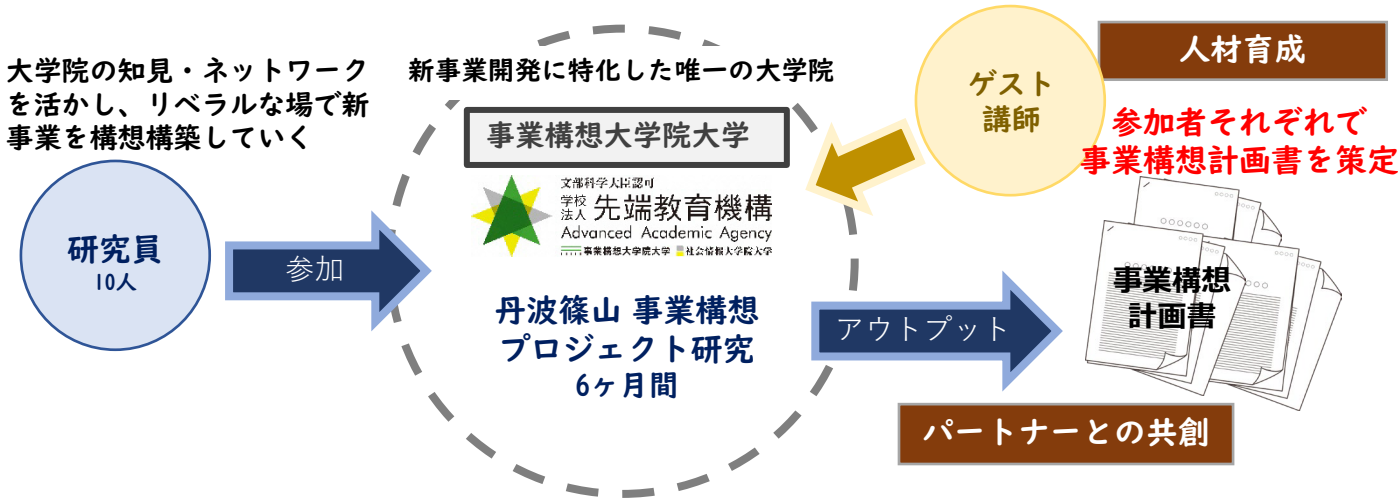 大学院の知見・ネットワーク
を活かし、リベラルな場で新
事業を構想構築していく
研究員
10人
参加
新事業開発に特化した唯一の大学院
事業構想大学院大学
文部科学大臣認可
学校
法人
先端教育機構
Advanced Academic Agency
事業構想大学院大学
社会情報大学院大学
丹波篠山 事業構想
プロジェクト研究
6ヶ月間
ゲスト
講師
アウトプット
人材育成
参加者それぞれで
事業構想計画書を策定
事業構想
計画書
パートナーとの共創